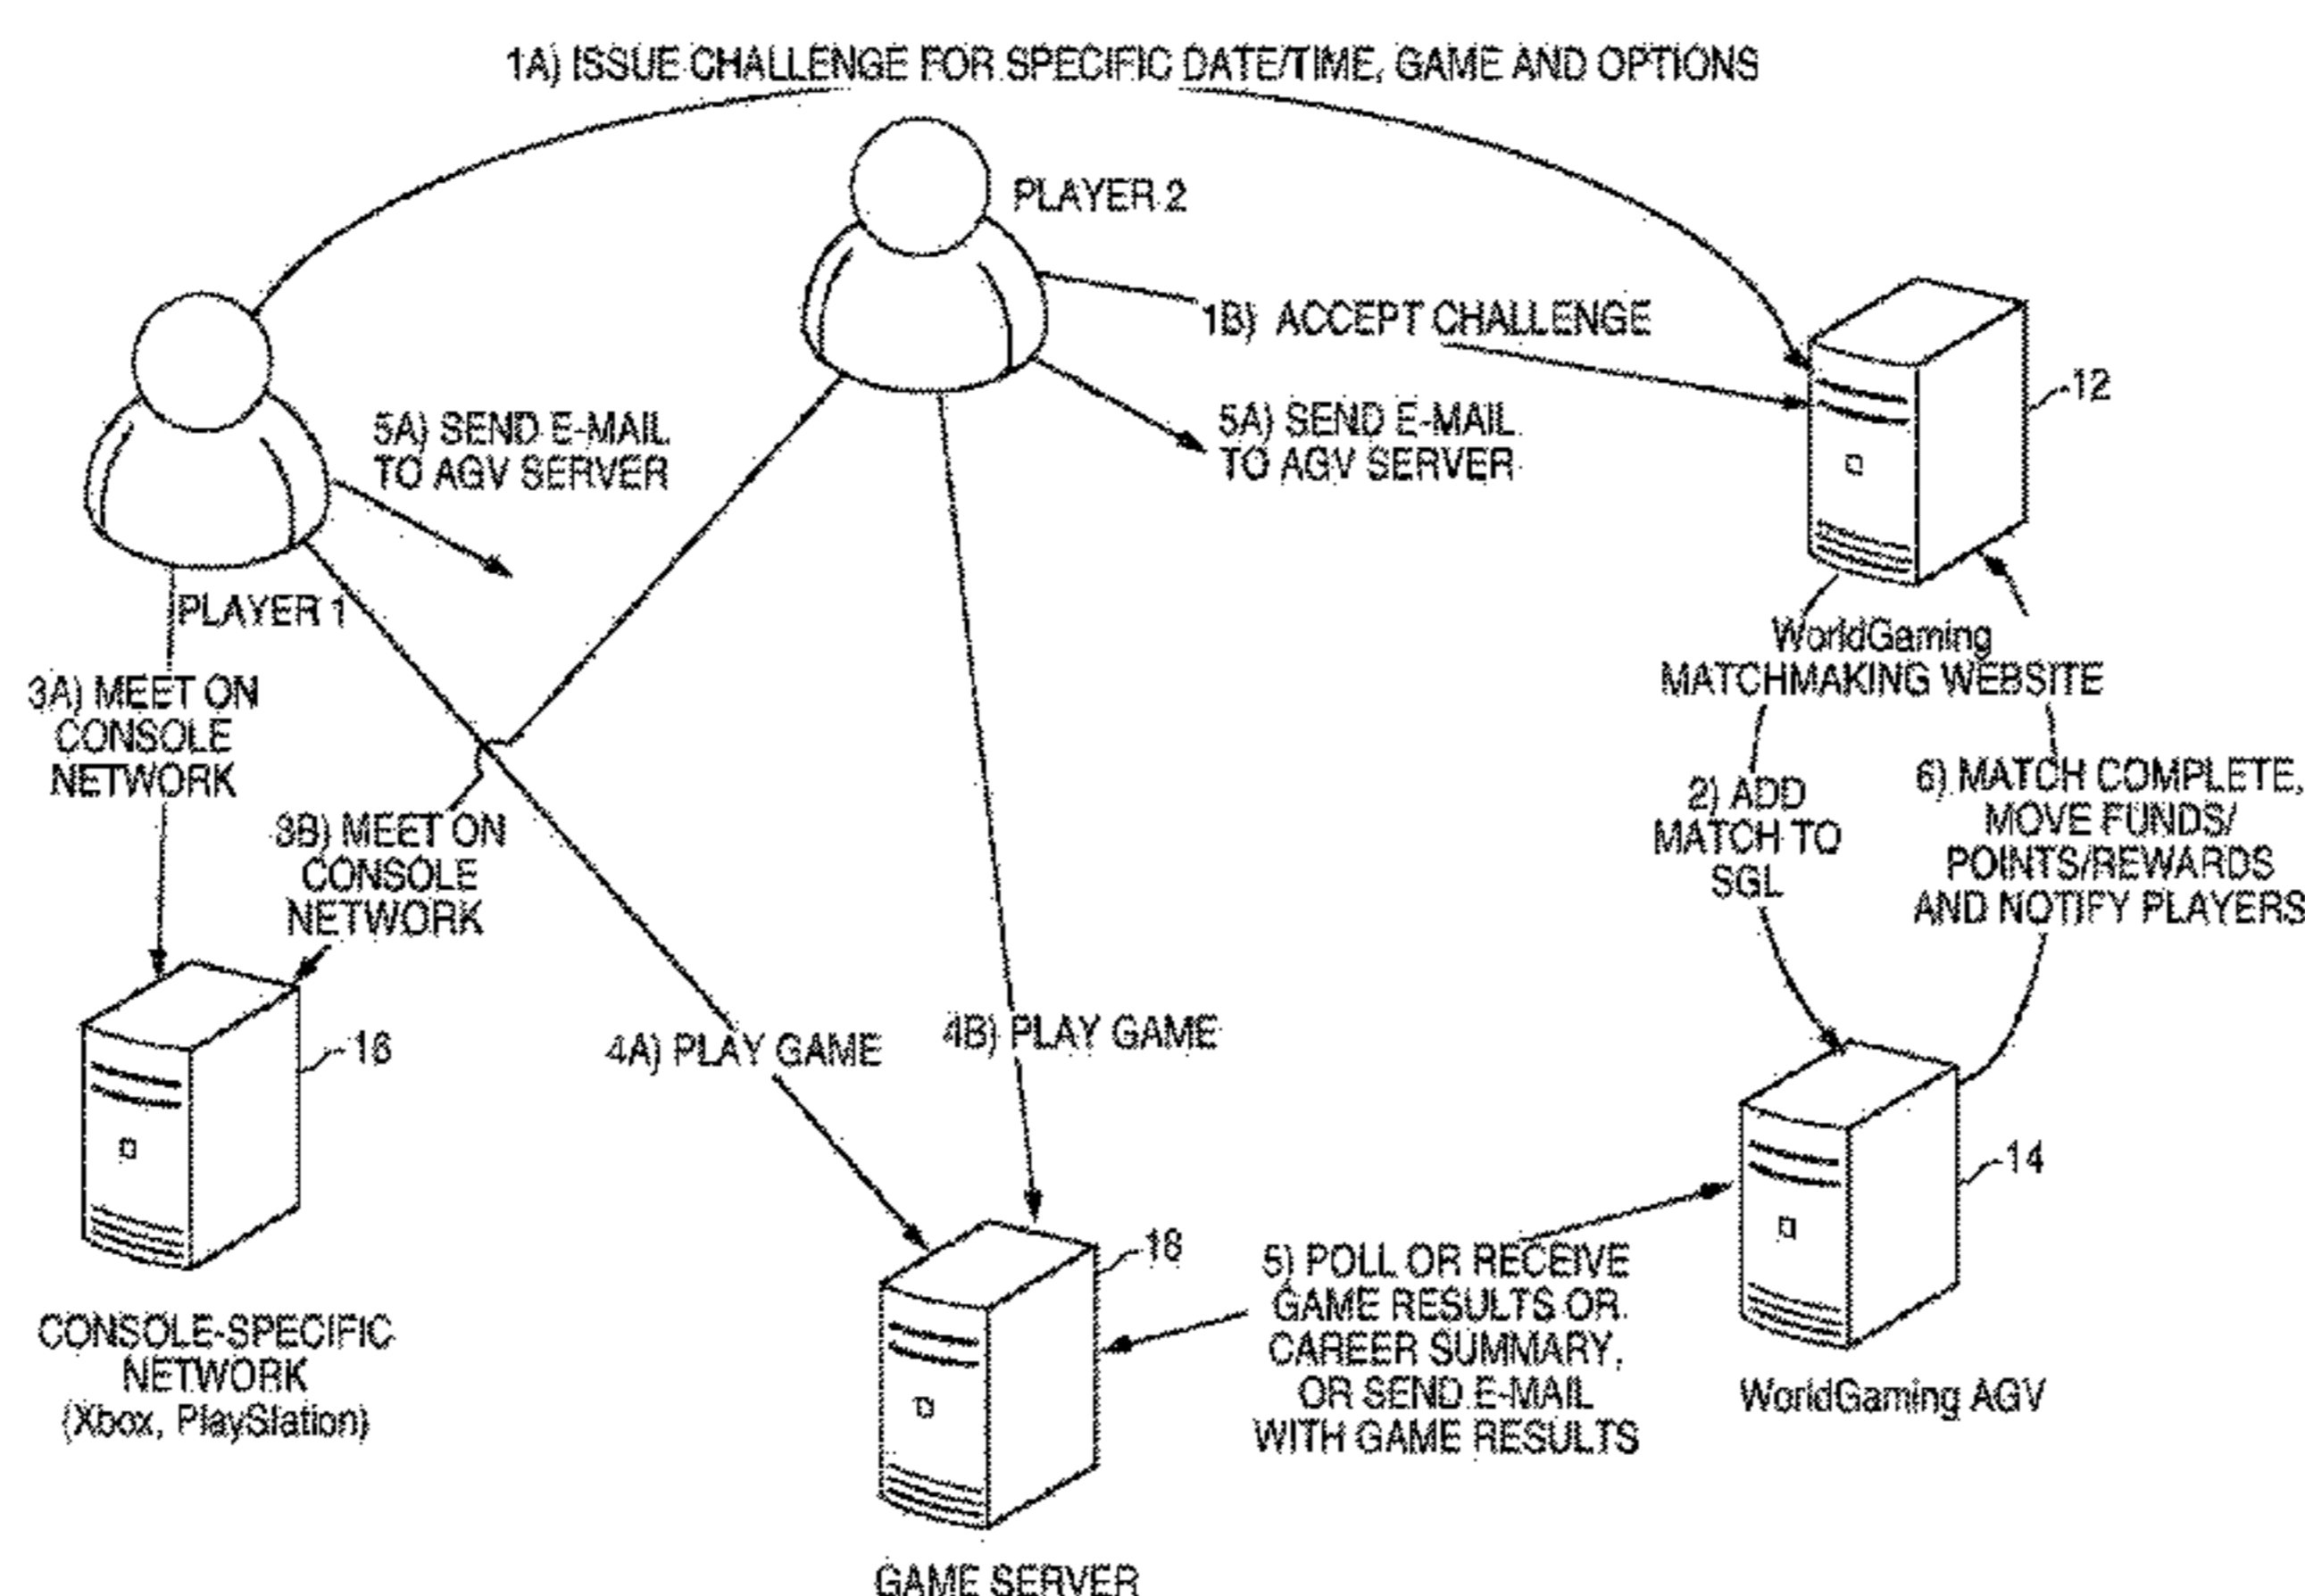 1A) ISSUE CHALLENGE FOR SPECIFIC DATE/TIME, GAME AND OPTIONS
PLAYER 2
1B) ACCEPT CHALLENGE
12
5A) SEND E-MAIL
TO AGV SERVER
5A) SEND E-MAIL
TO AGV SERVER
PLAYER 1
WorldGaming
MATCHMAKING WEBSITE
3A) MEET ON
CONSOLE
NETWORK
3B) MEET ON
CONSOLE
NETWORK
2) ADD
MATCH TO
SGL
6) MATCH COMPLETE,
MOVE FUNDS/
POINTS/REWARDS
AND NOTIFY PLAYERS
16
4A) PLAY GAME
4B) PLAY GAME
14
18
5) POLL OR RECEIVE
GAME RESULTS OR
CAREER SUMMARY,
OR SEND E-MAIL
WITH GAME RESULTS
CONSOLE-SPECIFIC
NETWORK
(Xbox, PlayStation)
WorldGaming AGV
GAME SERVER